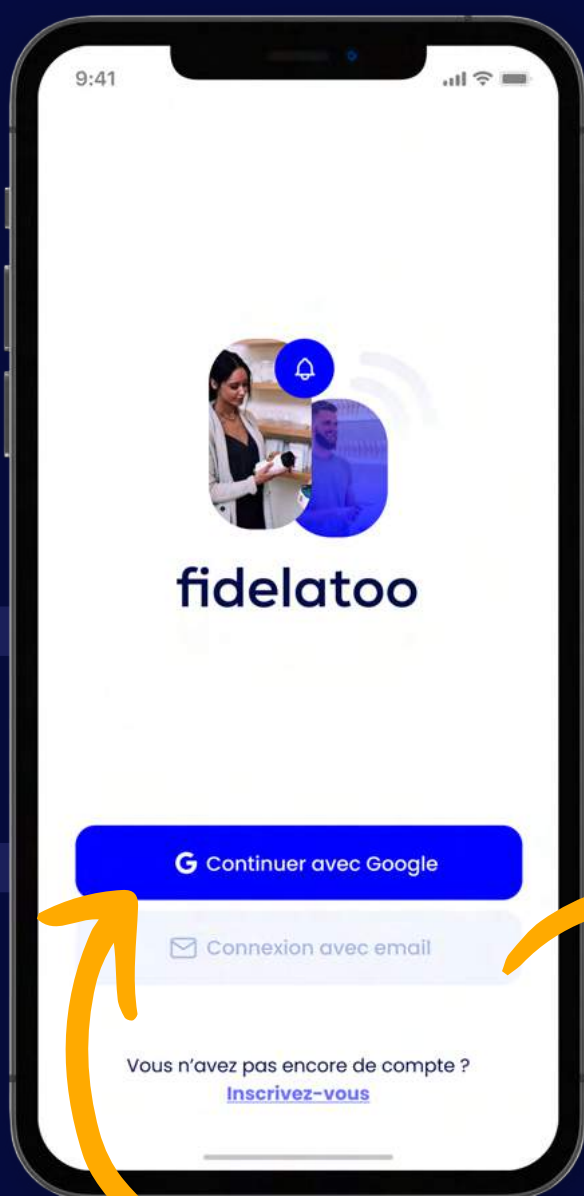 9:41
fidelatoo
G Continuer avec Google
Connexion avec email
Vous n'avez pas encore de compte ?
Inscrivez-vous